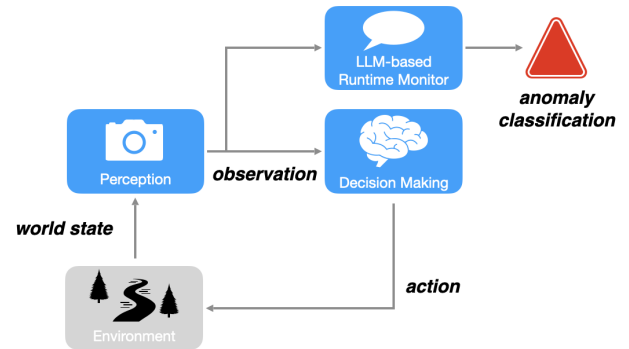 LLM-based
Runtime Monitor
anomaly
classification
Perception
observation
Decision Making
world state
action
Environment